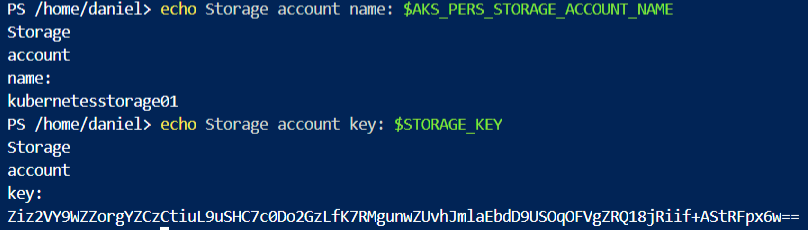 PS /home/daniel> echo Storage account name: $AKS_PERS_STORAGE_ACCOUNT_NAME
Storage
account
name:
kubernetesstorage01
PS /home/daniel> echo Storage account key: $STORAGE_KEY
Storage
account
key:
Ziz2VY9WZZorgYZCzCtiuL9uSHC7c0Do2GzLfK7RMgunwZUvhJmlaEbdD9USOqOFVgZRQ18jRiif+AStRFpx6w==